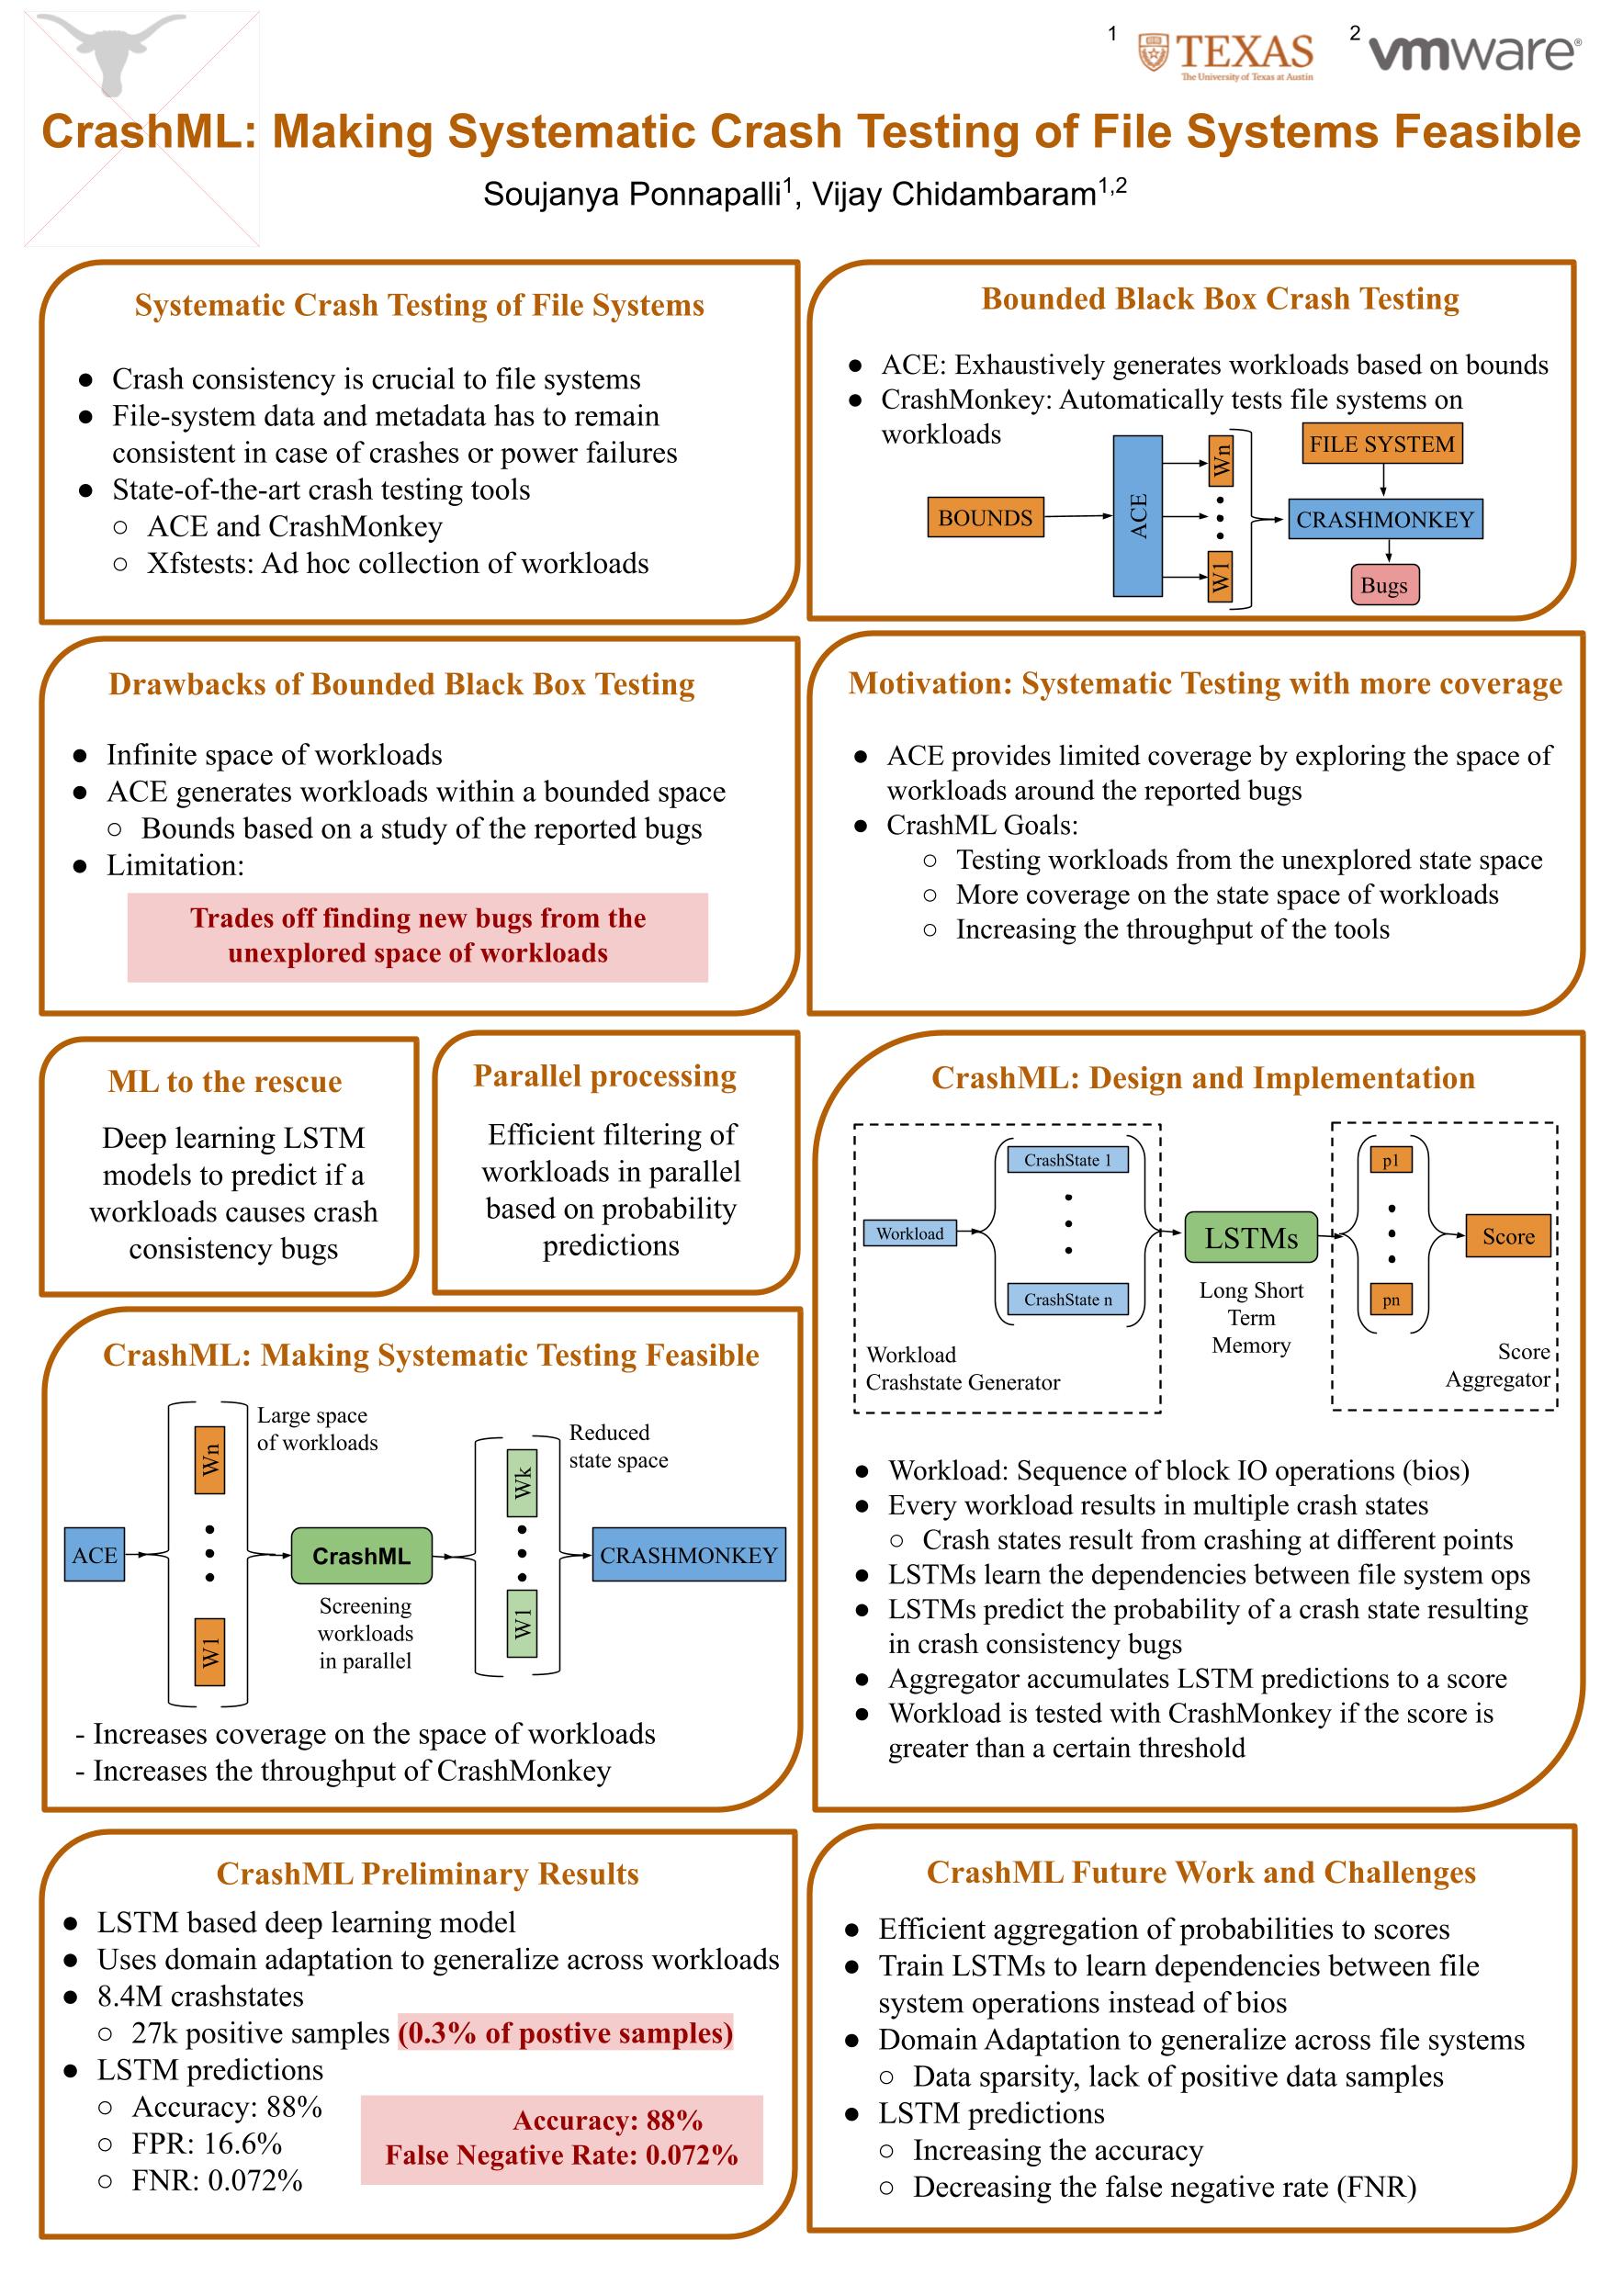 1
TEXAS
The University of Texas at Austin
2
vmware®
CrashML: Making Systematic Crash Testing of File Systems Feasible
Soujanya Ponnapalli1, Vijay Chidambaram1,2
Systematic Crash Testing of File Systems
● Crash consistency is crucial to file systems
● File-system data and metadata has to remain
consistent in case of crashes or power failures
● State-of-the-art crash testing tools
○ ACE and CrashMonkey
○ Xfstests: Ad hoc collection of workloads
Bounded Black Box Crash Testing
● ACE: Exhaustively generates workloads based on bounds
● CrashMonkey: Automatically tests file systems on
workloads
BOUNDS
ACE
Wn
W1
FILE SYSTEM
CRASHMONKEY
Bugs
Drawbacks of Bounded Black Box Testing
● Infinite space of workloads
● ACE generates workloads within a bounded space
○ Bounds based on a study of the reported bugs
● Limitation:
Trades off finding new bugs from the
unexplored space of workloads
Motivation: Systematic Testing with more coverage
● ACE provides limited coverage by exploring the space of
workloads around the reported bugs
● CrashML Goals:
○ Testing workloads from the unexplored state space
○ More coverage on the state space of workloads
○ Increasing the throughput of the tools
ML to the rescue
Deep learning LSTM
models to predict if a
workloads causes crash
consistency bugs
Parallel processing
Efficient filtering of
workloads in parallel
based on probability
predictions
CrashML: Design and Implementation
Workload
CrashState 1
CrashState n
Workload
Crashstate Generator
LSTMs
Long Short
Term
Memory
p1
pn
Score
Score
Aggregator
● Workload: Sequence of block IO operations (bios)
● Every workload results in multiple crash states
○ Crash states result from crashing at different points
● LSTMs learn the dependencies between file system ops
● LSTMs predict the probability of a crash state resulting
in crash consistency bugs
● Aggregator accumulates LSTM predictions to a score
● Workload is tested with CrashMonkey if the score is
greater than a certain threshold
CrashML: Making Systematic Testing Feasible
ACE
Wn
W1
Large space
of workloads
CrashML
Screening
workloads
in parallel
Wk
W1
Reduced
state space
CRASHMONKEY
- Increases coverage on the space of workloads
- Increases the throughput of CrashMonkey
CrashML Preliminary Results
● LSTM based deep learning model
● Uses domain adaptation to generalize across workloads
● 8.4M crashstates
○ 27k positive samples (0.3% of postive samples)
● LSTM predictions
○ Accuracy: 88%
○ FPR: 16.6%
○ FNR: 0.072%
Accuracy: 88%
False Negative Rate: 0.072%
CrashML Future Work and Challenges
● Efficient aggregation of probabilities to scores
● Train LSTMs to learn dependencies between file
system operations instead of bios
● Domain Adaptation to generalize across file systems
○ Data sparsity, lack of positive data samples
● LSTM predictions
○ Increasing the accuracy
○ Decreasing the false negative rate (FNR)